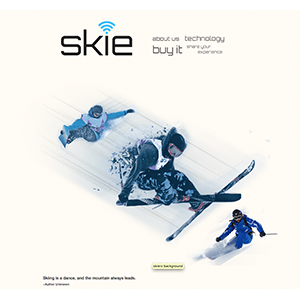 skie
about us technology
buy it share your
experience
skiers background
Skiing is a dance, and the mountain always leads.
~Author Unknown